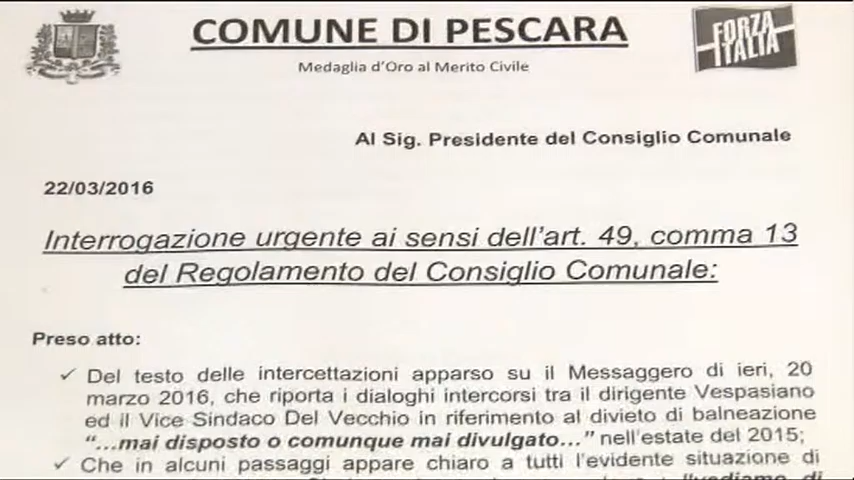 COMUNE DI PESCARA
FORZA
ITALIA
Medaglia d'Oro al Merito Civile
Al Sig. Presidente del Consiglio Comunale
22/03/2016
Interrogazione urgente ai sensi dell'art. 49, comma 13
del Regolamento del Consiglio Comunale:
Preso atto:
✓ Del testo delle intercettazioni apparso su il Messaggero di ieri, 20
marzo 2016, che riporta i dialoghi intercorsi tra il dirigente Vespasiano
ed il Vice Sindaco Del Vecchio in riferimento al divieto di balneazione
"...mai disposto o comunque mai divulgato..." nell'estate del 2015;
✓ Che in alcuni passaggi appare chiaro a tutti l'evidente situazione di